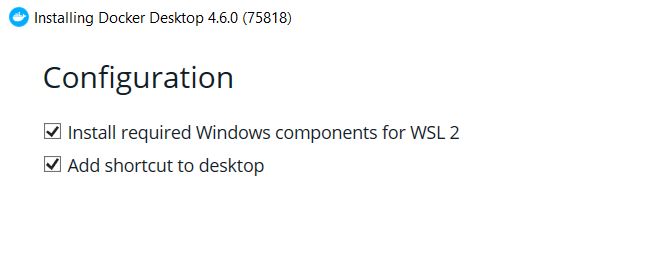 Installing Docker Desktop 4.6.0 (75818)
Configuration
Install required Windows components for WSL 2
Add shortcut to desktop